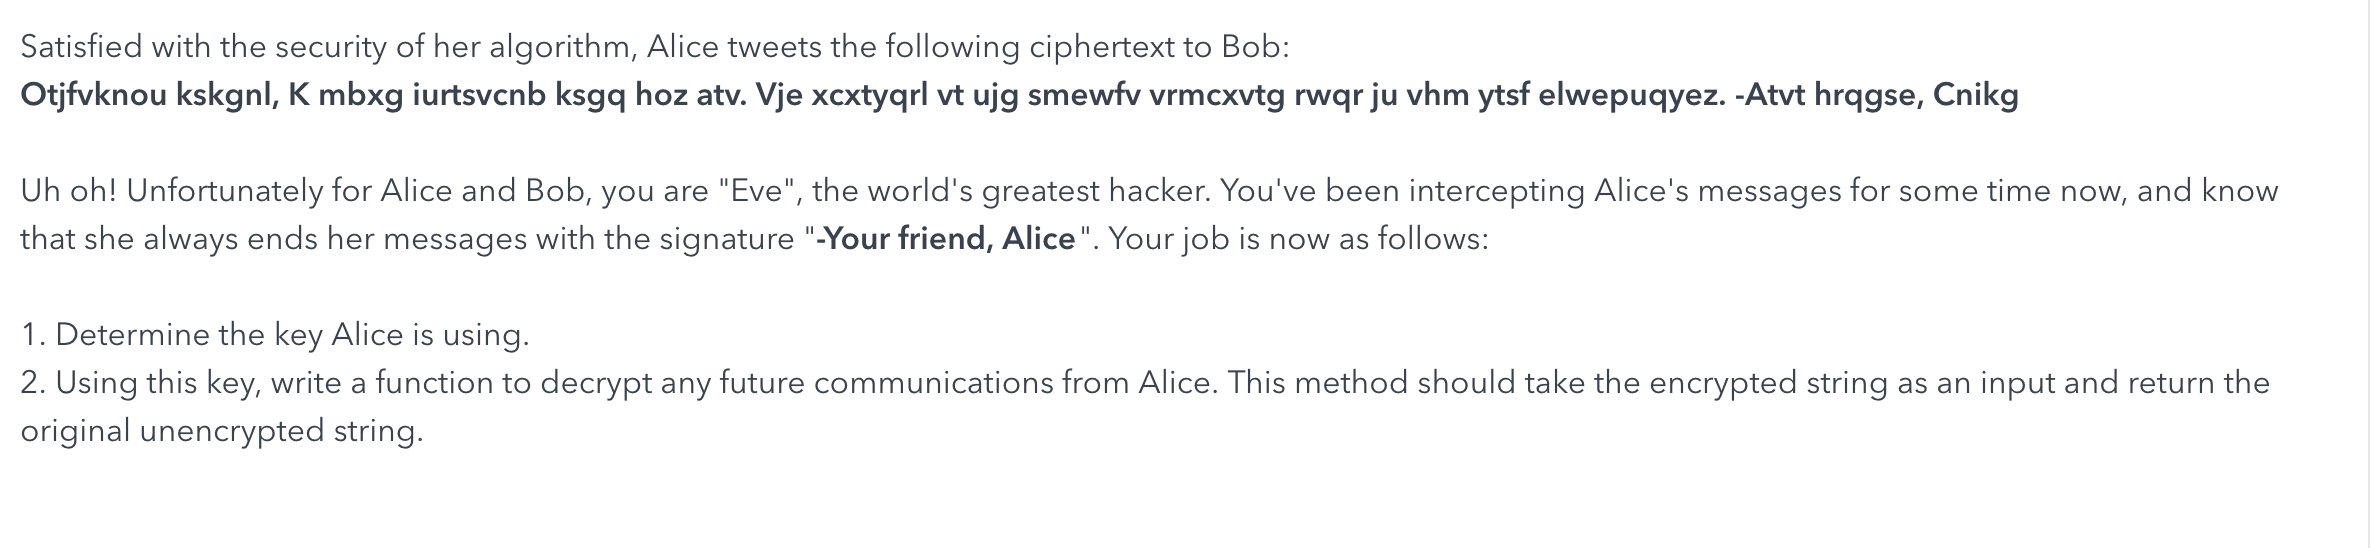 Satisfied with the security of her algorithm, Alice tweets the following ciphertext to Bob:
Otjfvknou kskgnl, K mbxg iurtsvcnb ksgq hoz atv. Vje xcxtyqrl vt ujg smewfv vrmcxvtg rwqr ju vhm ytsf elwepuqyez. -Atvt hrqgse, Cnikg
Uh oh! Unfortunately for Alice and Bob, you are "Eve", the world's greatest hacker. You've been intercepting Alice's messages for some time now, and know
that she always ends her messages with the signature "-Your friend, Alice". Your job is now as follows:
1. Determine the key Alice is using.
2. Using this key, write a function to decrypt any future communications from Alice. This method should take the encrypted string as an input and return the
original unencrypted string.